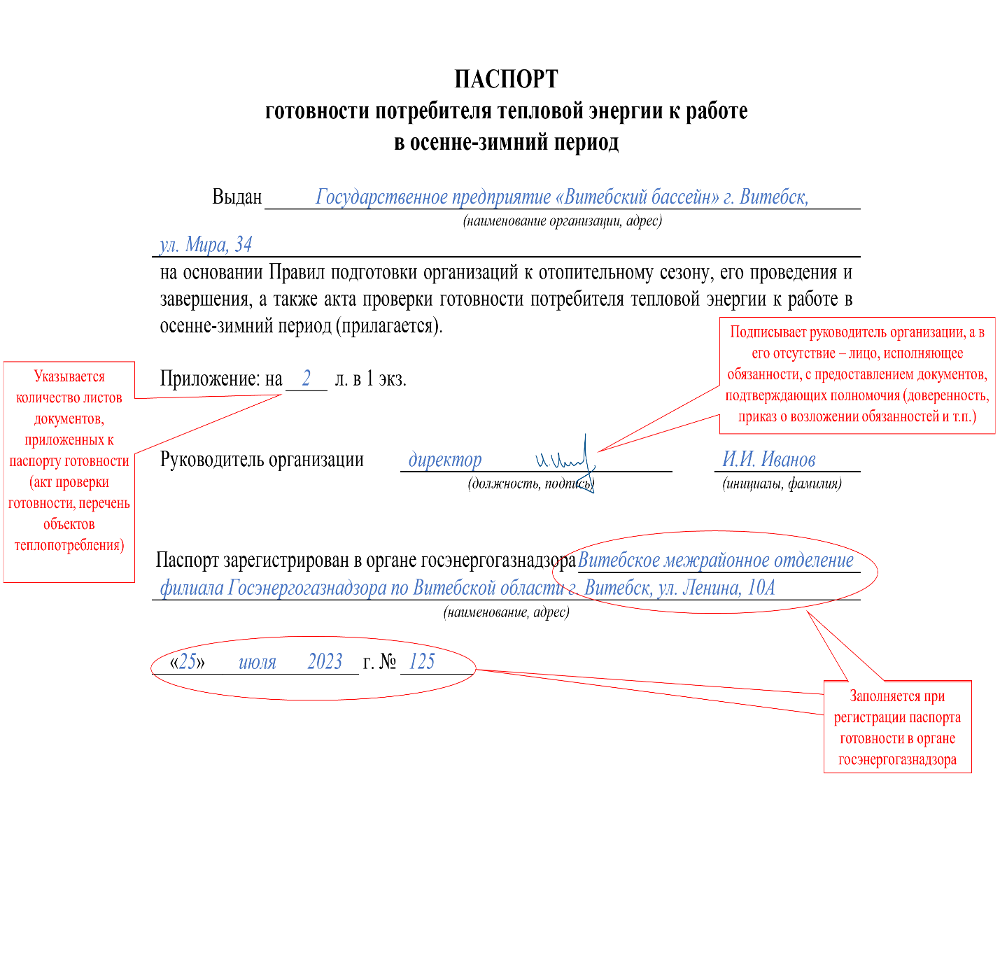 ПАСПОРТ
готовности потребителя тепловой энергии к работе
в осенне-зимний период
Выдан Государственное предприятие «Витебский бассейн» г. Витебск,
(наименование организации, адрес)
ул. Мира, 34
на основании Правил подготовки организаций к отопительному сезону, его проведения и
завершения, а также акта проверки готовности потребителя тепловой энергии к работе в
осенне-зимний период (прилагается).
Подписывает руководитель организации, а в
его отсутствие – лицо, исполняющее
обязанности, с предоставлением документов,
подтверждающих полномочия (доверенность,
приказ о возложении обязанностей и т.п.)
Указывается
количество листов
документов,
приложенных к
паспорту готовности
(акт проверки
готовности, перечень
объектов
теплопотребления)
Приложение: на 2 л. в 1 экз.
Руководитель организации директор И.И. Иванов
(должность, подпись) (инициалы, фамилия)
Паспорт зарегистрирован в органе госэнергогазнадзора Витебское межрайонное отделение
филиала Госэнергогазнадзора по Витебской области г. Витебск, ул. Ленина, 10А
(наименование, адрес)
«25» июля 2023 г. № 125
Заполняется при
регистрации паспорта
готовности в органе
госэнергогазнадзора